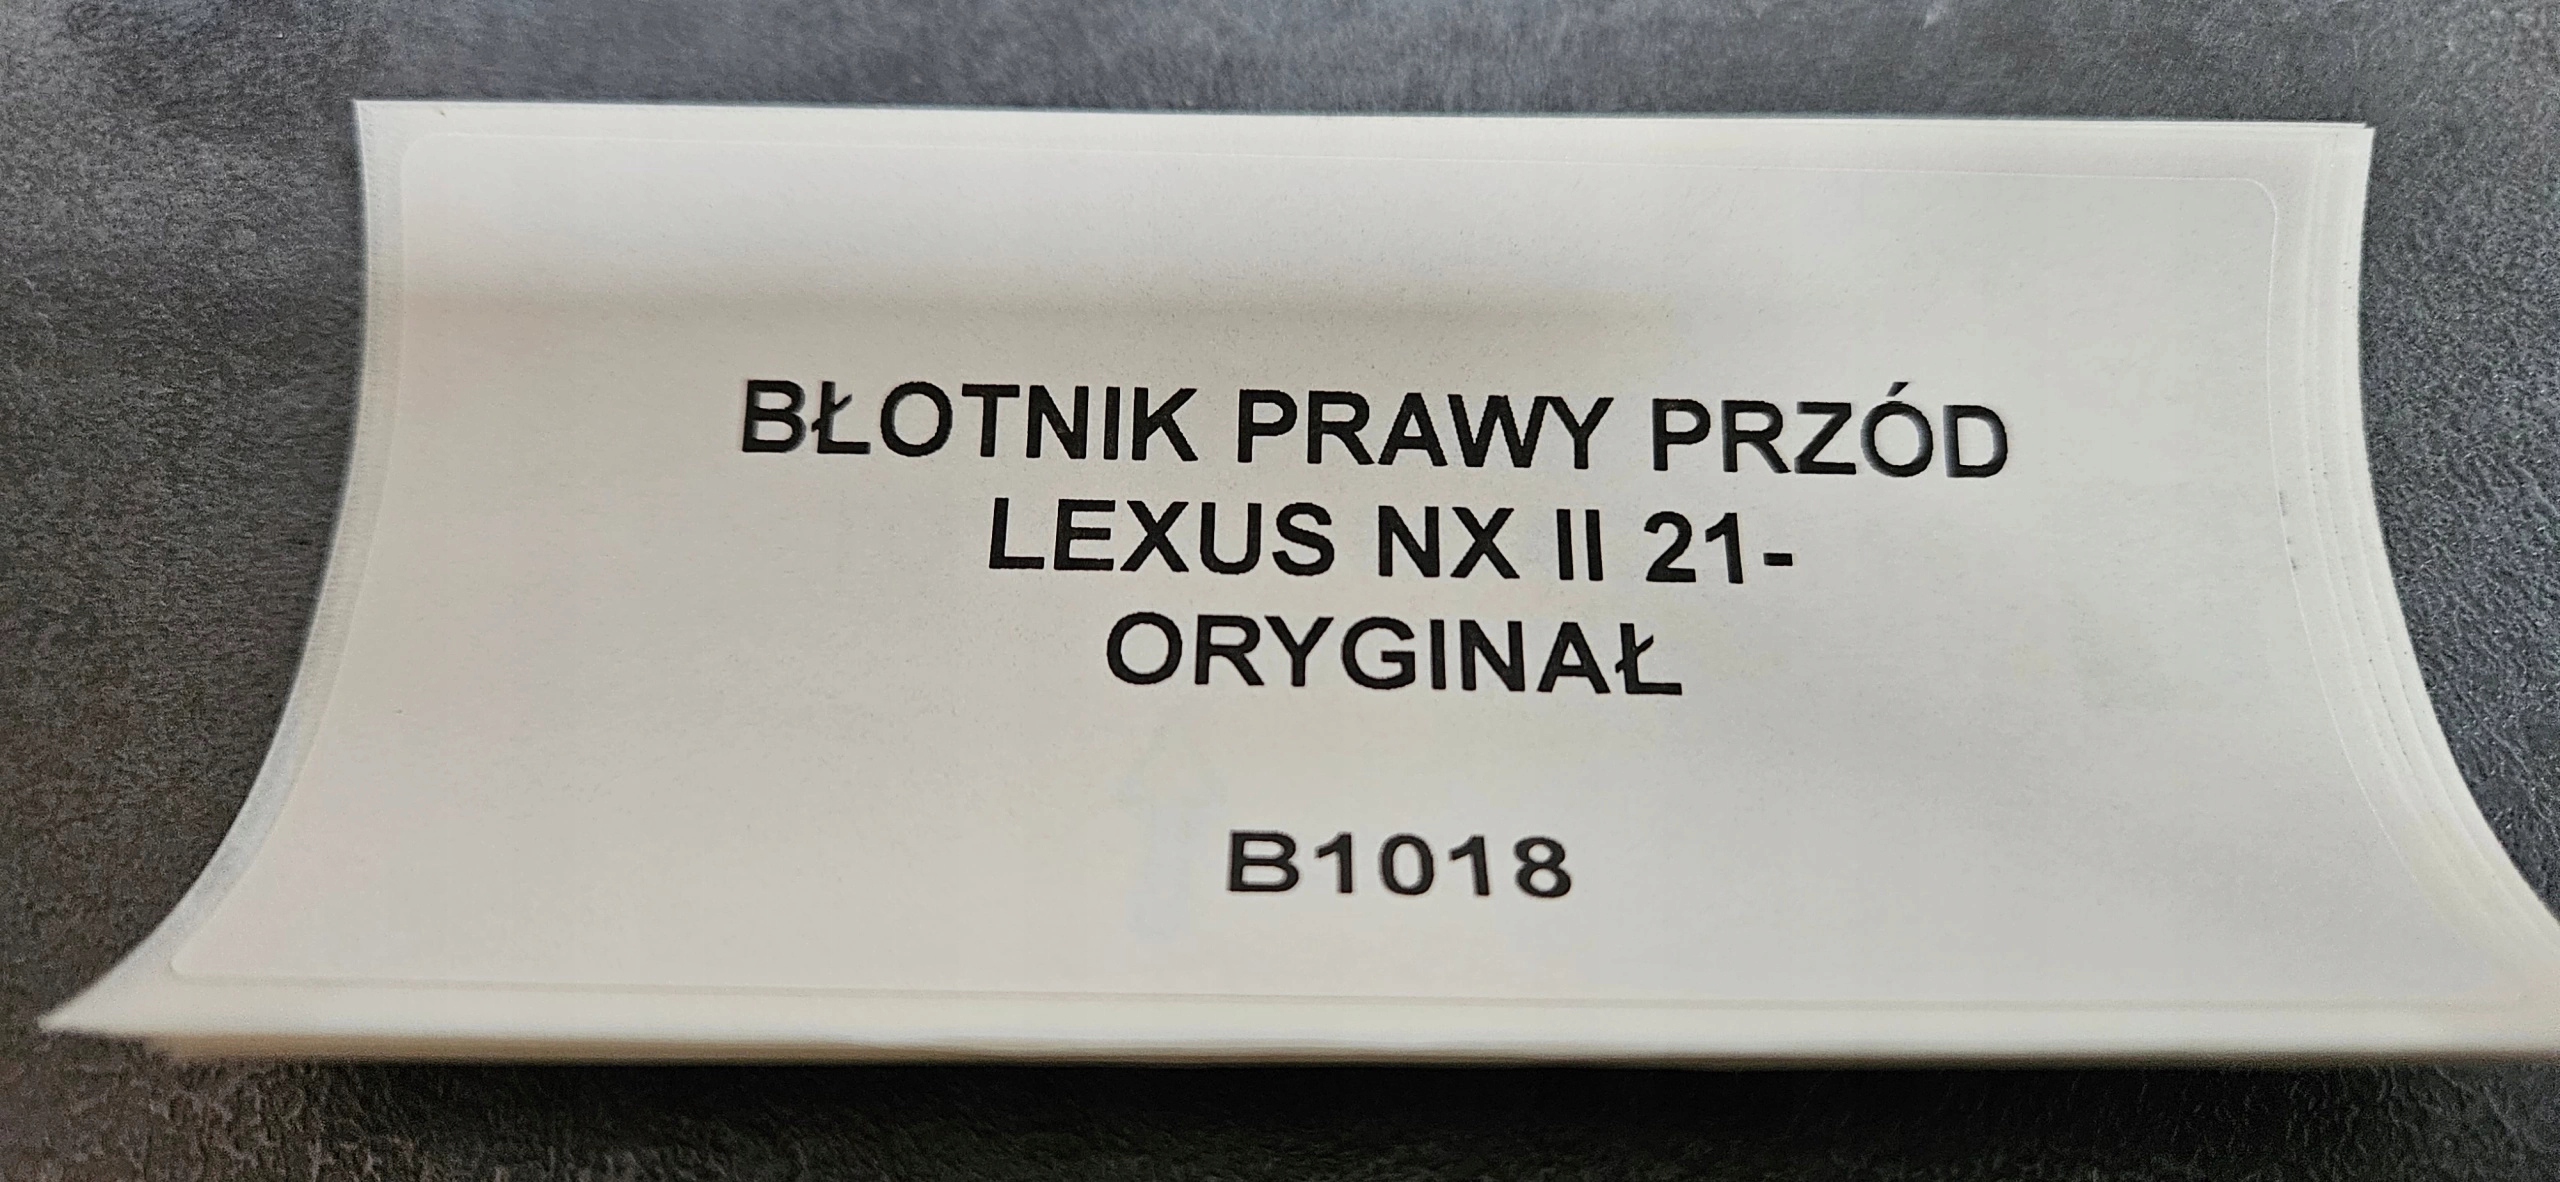 BŁOTNIK PRAWY PRZÓD
LEXUS NX II 21-
ORYGINAŁ
B1018